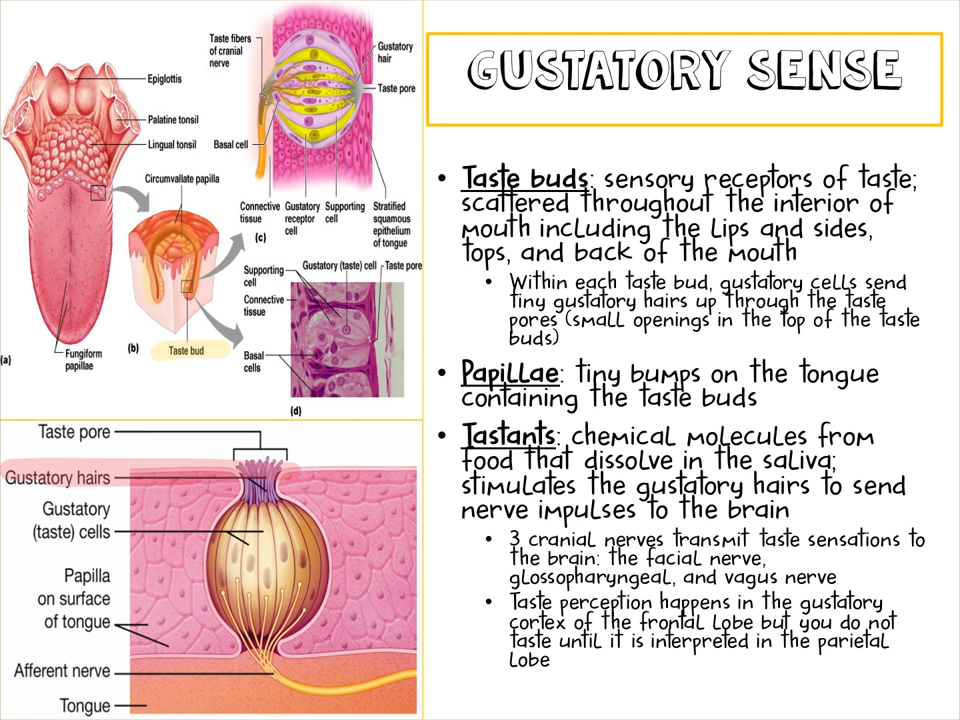 GUSTATORY SENSE
Taste fibers
of cranial
nerve
Gustatory
hair
Taste pore
Basal cell
Connective
tissue
Gustatory
receptor
cell
Supporting
cell
Stratified
squamous
epithelium
of tongue
(c)
Epiglottis
Palatine tonsil
Lingual tonsil
Circumvallate papilla
Fungiform
papillae
(a)
(b)
Taste bud
Gustatory (taste) cell
Taste pore
Supporting
cell
Connective
tissue
Basal
cells
(d)
Taste pore
Gustatory hairs
Gustatory
(taste) cells
Papilla
on surface
of tongue
Afferent nerve
Tongue
• Taste buds: sensory receptors of taste;
scattered throughout the interior of
mouth including the lips and sides,
tops, and back of the mouth
• Within each taste bud, gustatory cells send
tiny gustatory hairs up through the taste
pores (small openings in the top of the taste
buds)
• Papillae: tiny bumps on the tongue
containing the taste buds
• Tastants: chemical molecules from
food that dissolve in the saliva;
stimulates the gustatory hairs to send
nerve impulses to the brain
• 3 cranial nerves transmit taste sensations to
the brain: the facial nerve,
glossopharyngeal, and vagus nerve
• Taste perception happens in the gustatory
cortex of the frontal lobe but you do not
taste until it is interpreted in the parietal
lobe